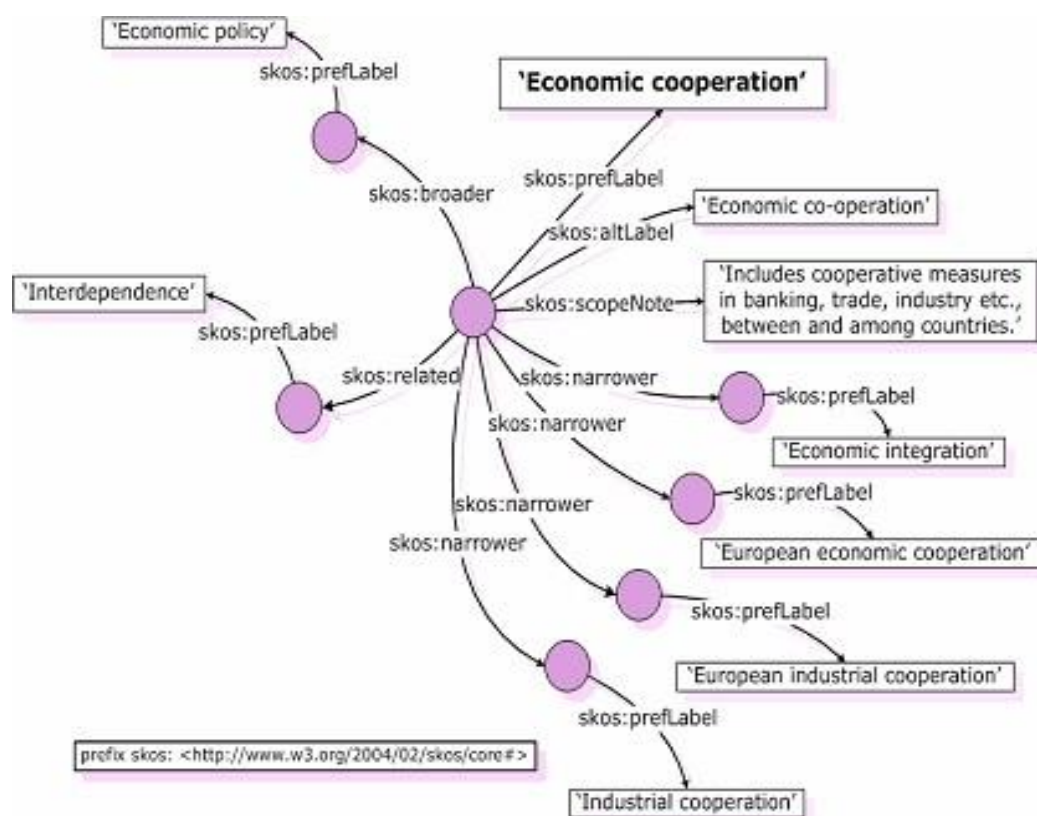 ‘Economic policy’
skos:prefLabel
‘Economic cooperation’
skos:prefLabel
skos:broader
‘Economic co-operation’
skos:altLabel
‘Interdependence’
‘Includes cooperative measures
in banking, trade, industry etc.,
between and among countries.’
skos:scopeNote
skos:prefLabel
skos:related
skos:narrower
skos:prefLabel
skos:narrower
‘Economic integration’
skos:prefLabel
skos:narrower
skos:narrower
‘European economic cooperation’
skos:prefLabel
‘European industrial cooperation’
skos:prefLabel
prefix skos: <http://www.w3.org/2004/02/skos/core#>
‘Industrial cooperation’